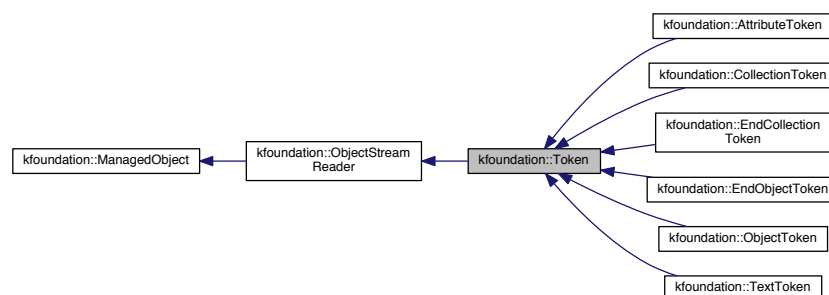 kfoundation::AttributeToken
kfoundation::CollectionToken
kfoundation::EndCollection
Token
kfoundation::ManagedObject
kfoundation::ObjectStream
Reader
kfoundation::Token
kfoundation::EndObjectToken
kfoundation::ObjectToken
kfoundation::TextToken